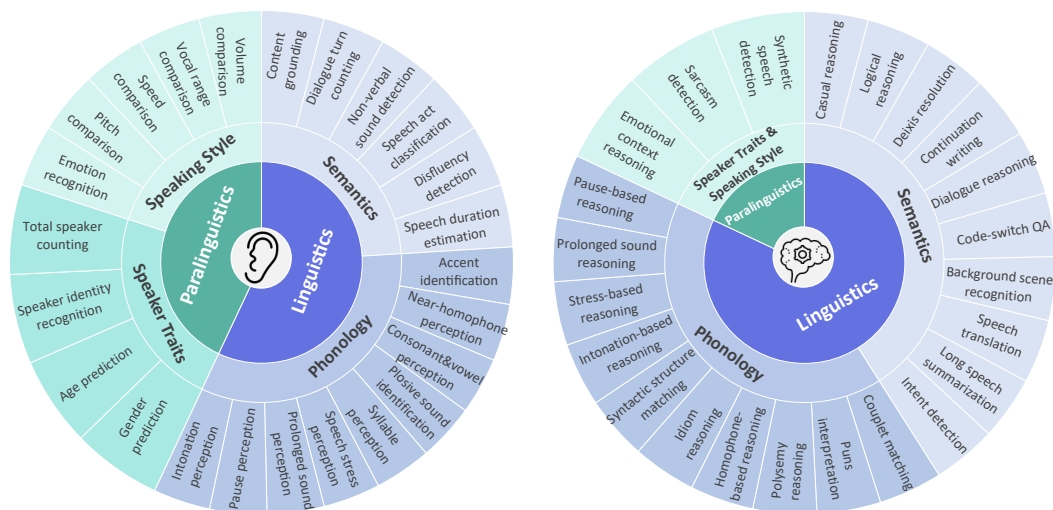 Volume
comparison
Vocal range
comparison
Speed
comparison
Pitch
comparison
Emotion
recognition
Speaking Style
Total speaker
counting
Speaker identity
recognition
Age prediction
Gender
prediction
Speaker Traits
Paralinguistics
Content
grounding
Dialogue turn
counting
Non-verbal
sound detection
Speech act
classification
Disfluency
detection
Speech duration
estimation
Semantics
Linguistics
Accent
identification
Near-homophone
perception
Consonant&vowel
perception
Plosive sound
identification
Syllable
perception
Speech stress
perception
Prolonged sound
perception
Pause perception
Intonation
perception
Phonology
Synthetic
speech
detection
Sarcasm
detection
Emotional
context
reasoning
Speaker Traits &
Speaking Style
Paralinguistics
Casual reasoning
Logical
reasoning
Deixis resolution
Continuation
writing
Dialogue reasoning
Code-switch QA
Background scene
recognition
Speech
translation
Long speech
summarization
Intent detection
Semantics
Linguistics
Pause-based
reasoning
Prolonged sound
reasoning
Stress-based
reasoning
Intonation-based
reasoning
Syntactic structure
matching
Idiom
reasoning
Homophone-
based reasoning
Polysemy
reasoning
Puns
interpretation
Couplet matching
Phonology